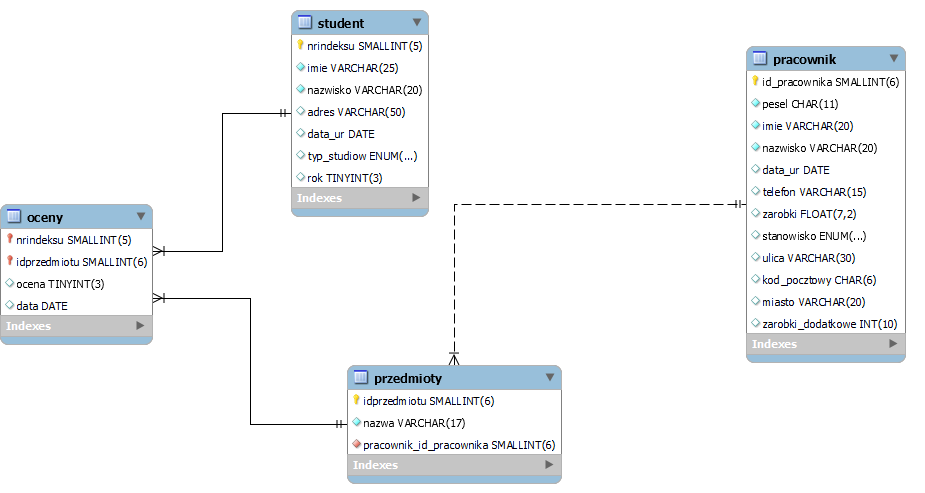 student
nrindeksu SMALLINT(5)
imie VARCHAR(25)
nazwisko VARCHAR(20)
adres VARCHAR(50)
data_ur DATE
typ_studiow ENUM(...)
rok TINYINT(3)
Indexes
pracownik
id_pracownika SMALLINT(6)
pesel CHAR(11)
imie VARCHAR(20)
nazwisko VARCHAR(20)
data_ur DATE
telefon VARCHAR(15)
zarobki FLOAT(7,2)
stanowisko ENUM(...)
ulica VARCHAR(30)
kod_pocztowy CHAR(6)
miasto VARCHAR(20)
zarobki_dodatkowe INT(10)
Indexes
oceny
nrindeksu SMALLINT(5)
idprzedmiotu SMALLINT(6)
ocena TINYINT(3)
data DATE
Indexes
przedmioty
idprzedmiotu SMALLINT(6)
nazwa VARCHAR(17)
pracownik_id_pracownika SMALLINT(6)
Indexes